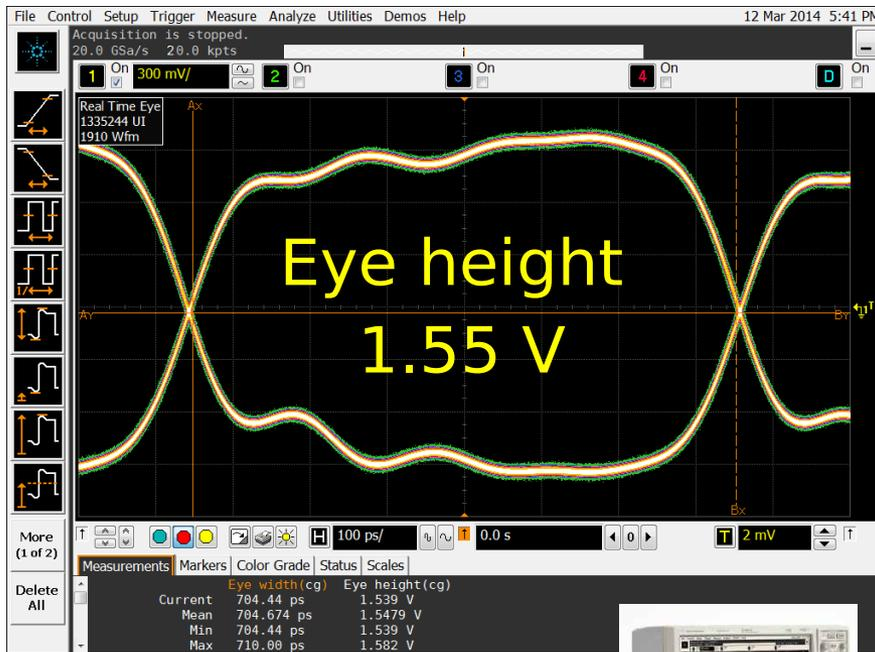 File Control Setup Trigger Measure Analyze Utilities Demos Help 12 Mar 2014 5:41 PM
Acquisition is stopped.
20.0 GSa/s 20.0 kpts
1 On 300 mV/ 2 On 3 On 4 On D On
Real Time Eye
1335244 UI
1910 Wfm
Ax
Eye height
AY BY
1.55 V
Bx
More
(1 of 2)
H 100 ps/ 0.0 s 0 T 2 mV
Delete
All
Measurements Markers Color Grade Status Scales
Eye width(cg) Eye height(cg)
Current 704.44 ps 1.539 V
Mean 704.674 ps 1.5479 V
Min 704.44 ps 1.539 V
Max 710.00 ps 1.582 V